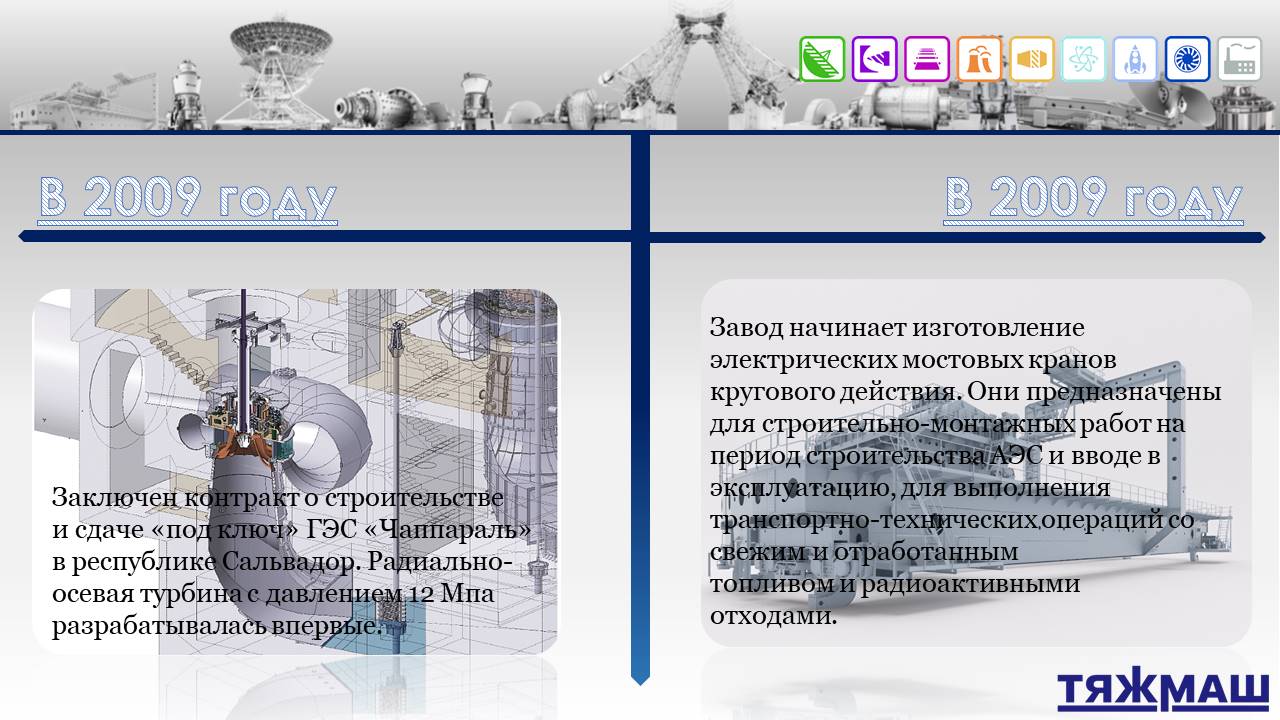 В 2009 году
Заключен контракт о строительстве
и сдаче «под ключ» ГЭС «Чаппараль»
в республике Сальвадор. Радиально-
осевая турбина с давлением 12 Мпа
разрабатывалась впервые.
В 2009 году
Завод начинает изготовление
электрических мостовых кранов
кругового действия. Они предназначены
для строительно-монтажных работ на
период строительства АЭС и вводе в
эксплуатацию, для выполнения
транспортно-технических операций со
свежим и отработанным
топливом и радиоактивными
отходами.
ТЯЖМАШ